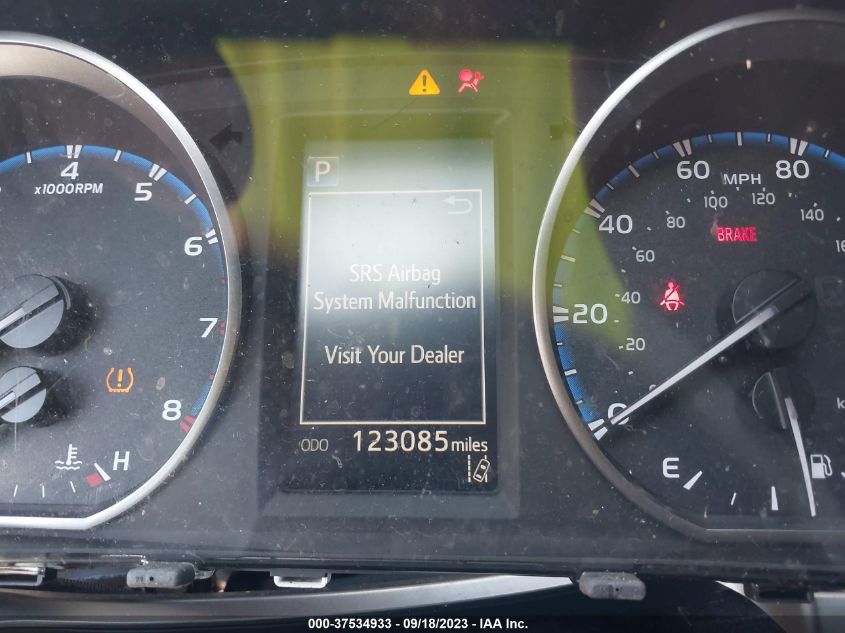 P
SRS Airbag
System Malfunction
Visit Your Dealer
ODO 123085 miles
4
x1000RPM
5
6
7
8
H
60 80
MPH
100 120
40 80 140
BRAKE
60
40
20
20
0
E
000-37534933 - 09/18/2023 - IAA Inc.